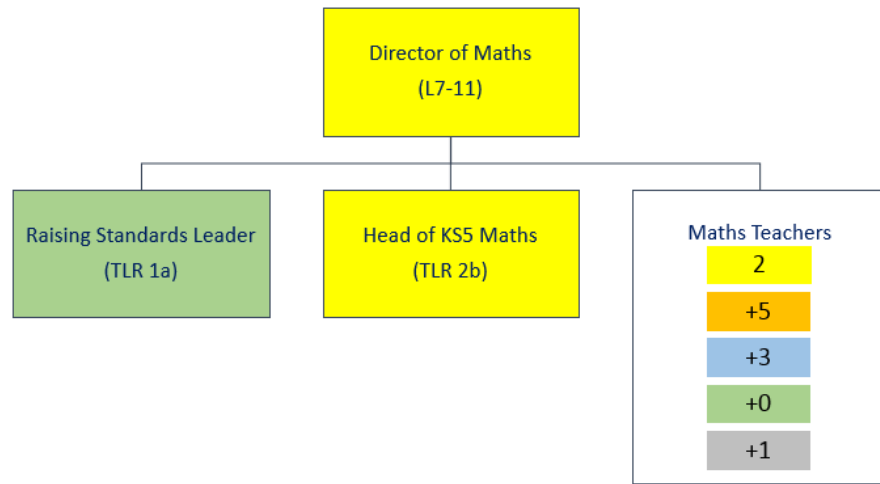 Director of Maths
(L7-11)
Raising Standards Leader
(TLR 1a)
Head of KS5 Maths
(TLR 2b)
Maths Teachers
2
+5
+3
+0
+1